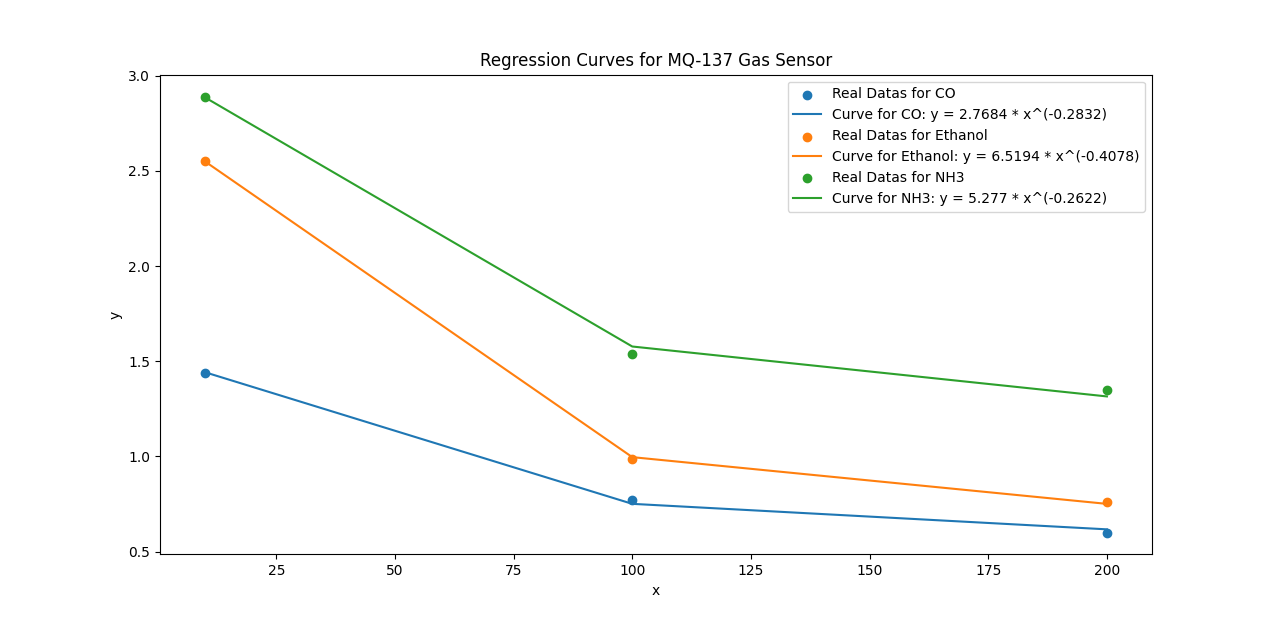 Regression Curves for MQ-137 Gas Sensor
3.0
2.5
2.0
1.5
1.0
0.5
y
Real Datas for CO
Curve for CO: y = 2.7684 * x^(-0.2832)
Real Datas for Ethanol
Curve for Ethanol: y = 6.5194 * x^(-0.4078)
Real Datas for NH3
Curve for NH3: y = 5.277 * x^(-0.2622)
25 50 75 100 125 150 175 200
x